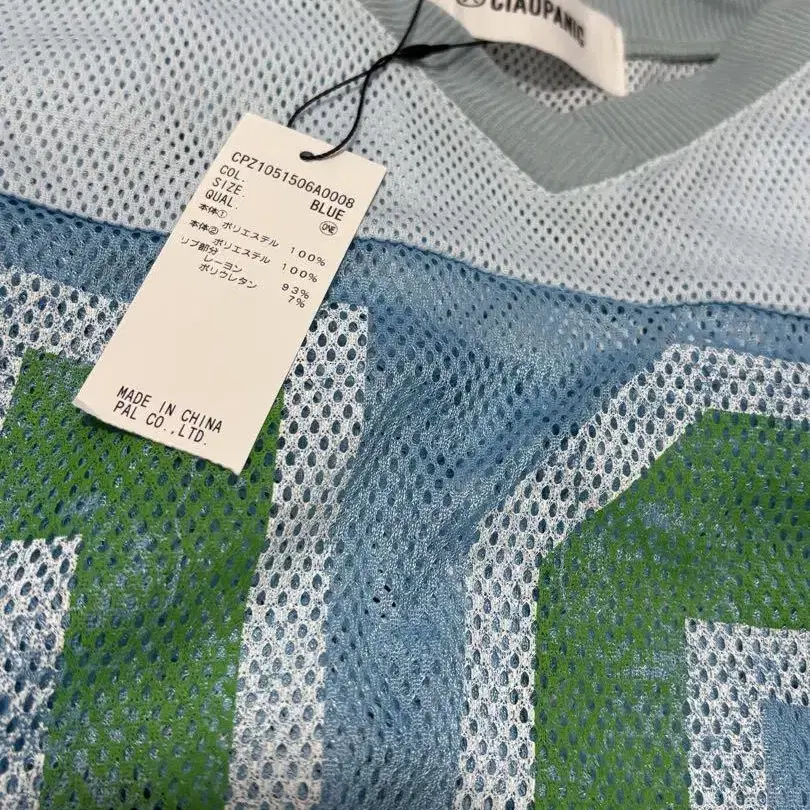 CIAOPANIC
CPZ1051506A0008
COL. BLUE
SIZE. ONE
QUAL.
本体① ポリエステル 100%
本体② ポリエステル 100%
リブ部分
レーヨン 93%
ポリウレタン 7%
MADE IN CHINA
PAL CO.,LTD.